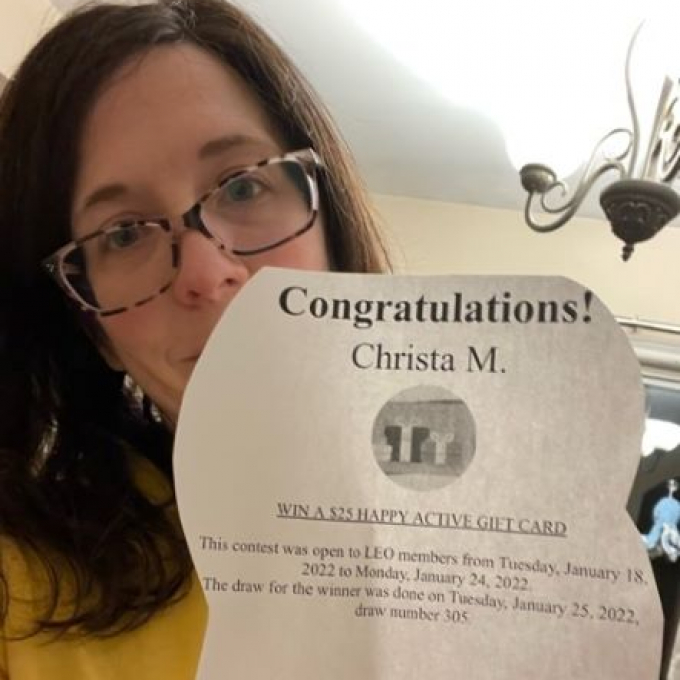 Congratulations!
Christa M.
WIN A $25 HAPPY ACTIVE GIFT CARD
This contest was open to LEO members from Tuesday, January 18,
2022 to Monday, January 24, 2022.
The draw for the winner was done on Tuesday, January 25, 2022,
draw number 305.